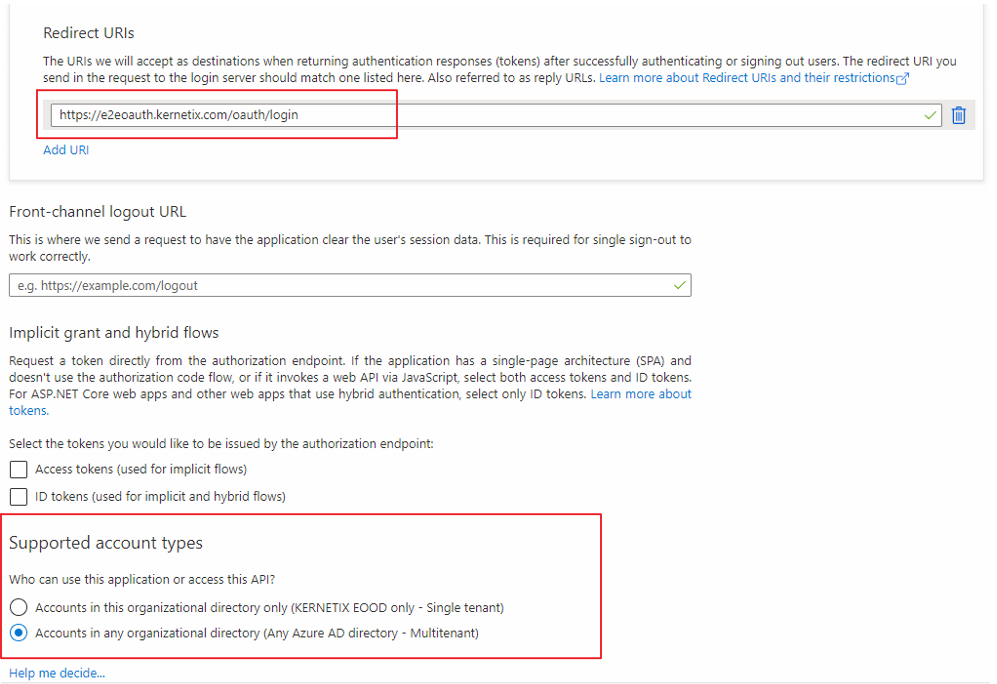 Redirect URIs
The URIs we will accept as destinations when returning authentication responses (tokens) after successfully authenticating or signing out users. The redirect URI you
send in the request to the login server should match one listed here. Also referred to as reply URLs. Learn more about Redirect URIs and their restrictions
https://e2eoauth.kernetix.com/oauth/login
Add URI
Front-channel logout URL
This is where we send a request to have the application clear the user's session data. This is required for single sign-out to
work correctly.
e.g. https://example.com/logout
Implicit grant and hybrid flows
Request a token directly from the authorization endpoint. If the application has a single-page architecture (SPA) and
doesn't use the authorization code flow, or if it invokes a web API via JavaScript, select both access tokens and ID tokens.
For ASP.NET Core web apps and other web apps that use hybrid authentication, select only ID tokens. Learn more about
tokens.
Select the tokens you would like to be issued by the authorization endpoint:
Access tokens (used for implicit flows)
ID tokens (used for implicit and hybrid flows)
Supported account types
Who can use this application or access this API?
Accounts in this organizational directory only (KERNETIX EOOD only - Single tenant)
Accounts in any organizational directory (Any Azure AD directory - Multitenant)
Help me decide...